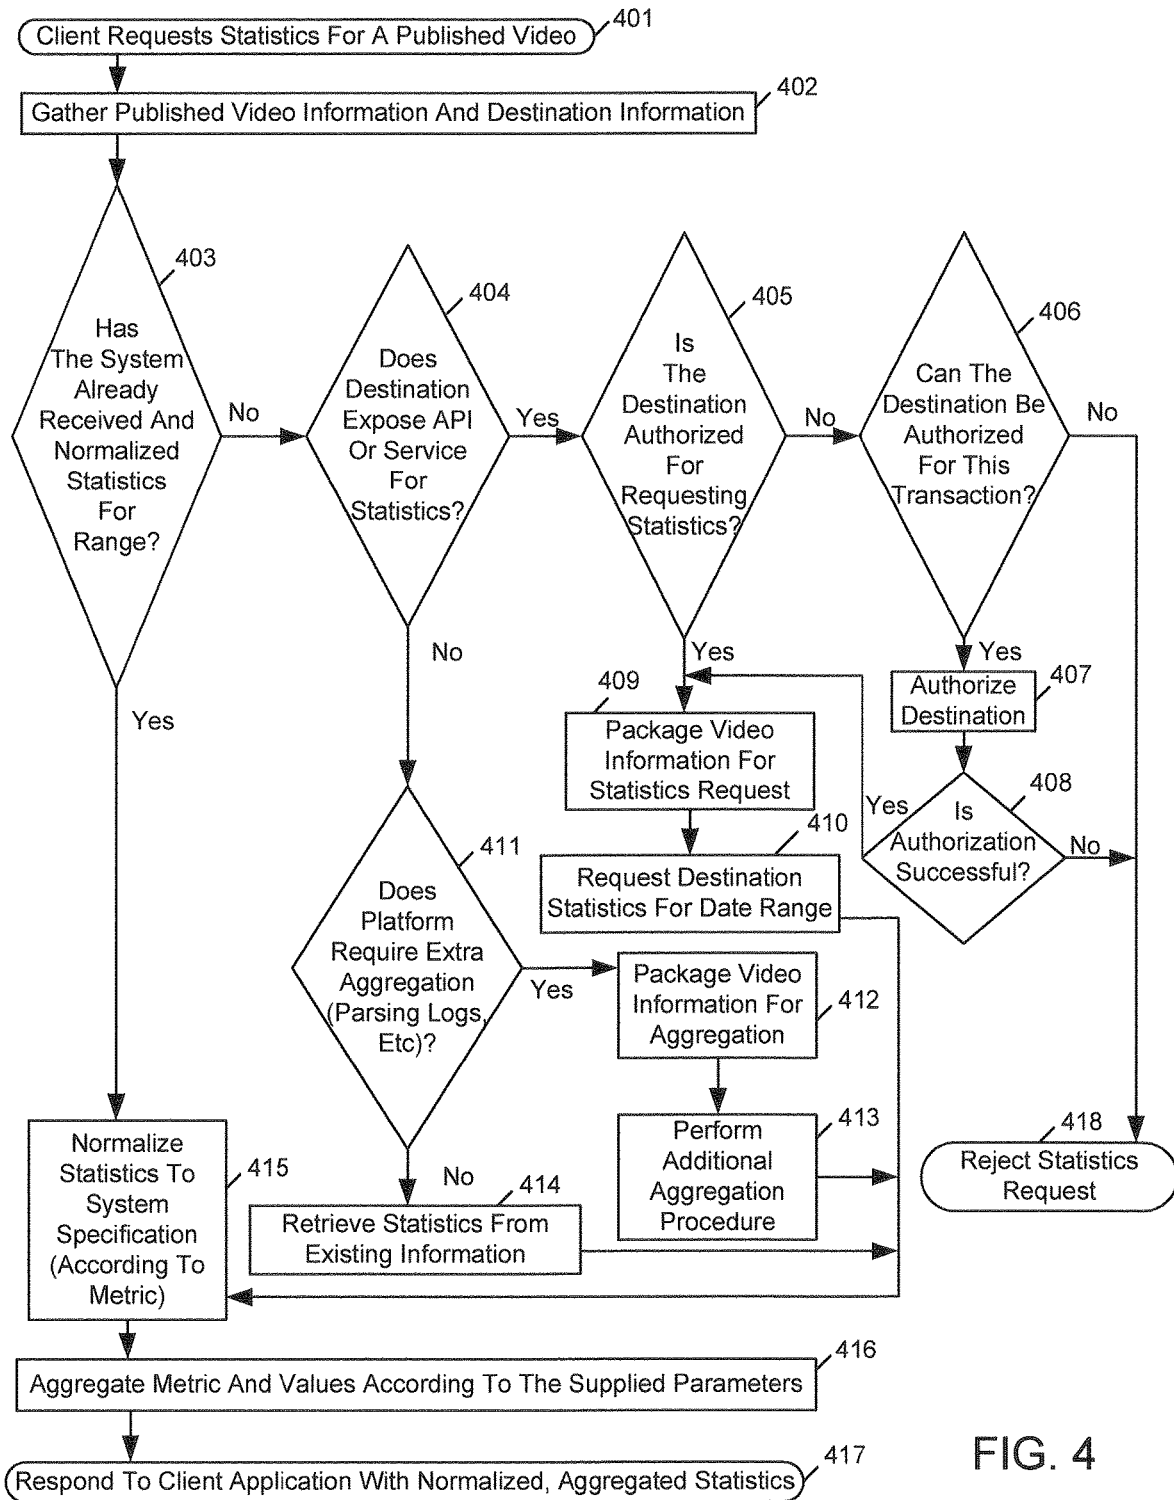 Client Requests Statistics For A Published Video
401
Gather Published Video Information And Destination Information
402
Has
The System
Already
Received And
Normalized
Statistics
For
Range?
403
No
Yes
Does
Destination
Expose API
Or Service
For
Statistics?
404
Yes
No
Is
The
Destination
Authorized
For
Requesting
Statistics?
405
No
Yes
Can The
Destination Be
Authorized
For This
Transaction?
406
No
Yes
Authorize
Destination
407
Is
Authorization
Successful?
408
Yes
No
409
Package Video
Information For
Statistics Request
410
Request Destination
Statistics For Date Range
Does
Platform
Require Extra
Aggregation
(Parsing Logs,
Etc)?
411
Yes
No
Package Video
Information For
Aggregation
412
Perform
Additional
Aggregation
Procedure
413
414
Retrieve Statistics From
Existing Information
Normalize
Statistics To
System
Specification
(According To
Metric)
415
418
Reject Statistics
Request
Aggregate Metric And Values According To The Supplied Parameters
416
Respond To Client Application With Normalized, Aggregated Statistics
417
FIG. 4